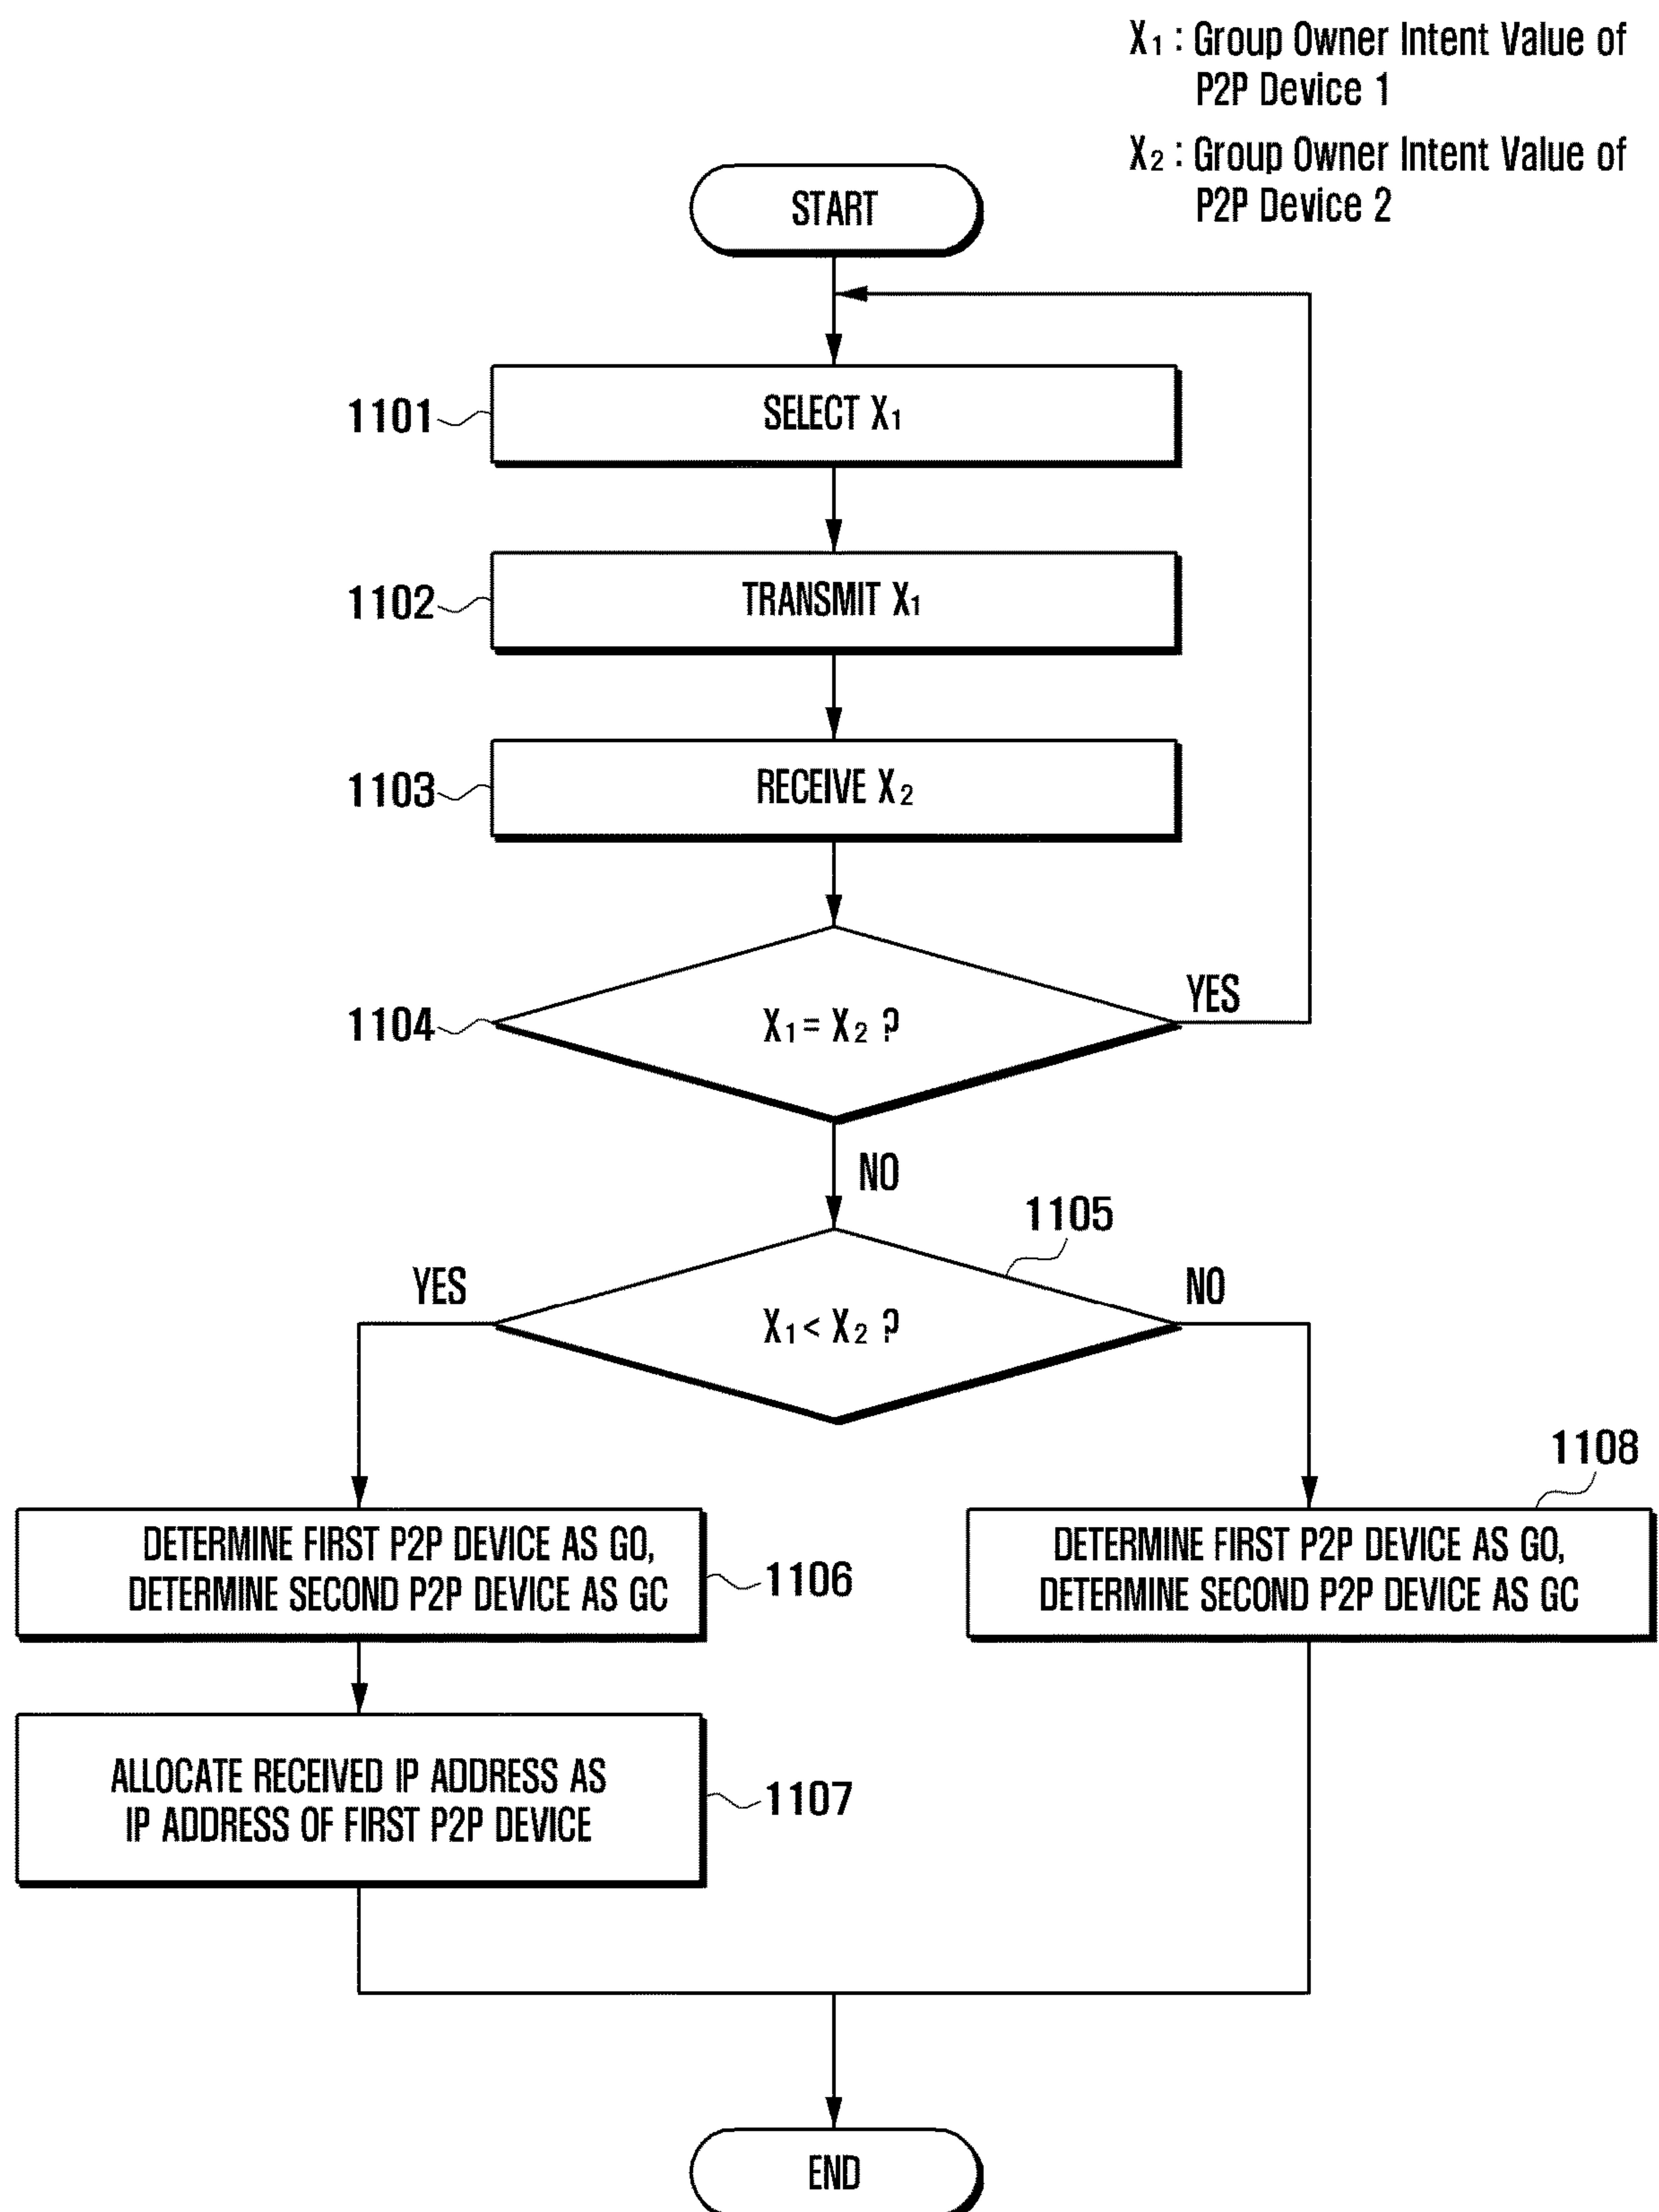 X1 : Group Owner Intent Value of
P2P Device 1
X2 : Group Owner Intent Value of
P2P Device 2
START
1101
SELECT X1
1102
TRANSMIT X1
1103
RECEIVE X2
1104
X1 = X2 ?
YES
NO
1105
X1 < X2 ?
YES
NO
1108
DETERMINE FIRST P2P DEVICE AS GO,
DETERMINE SECOND P2P DEVICE AS GC
1106
DETERMINE FIRST P2P DEVICE AS GO,
DETERMINE SECOND P2P DEVICE AS GC
ALLOCATE RECEIVED IP ADDRESS AS
IP ADDRESS OF FIRST P2P DEVICE
1107
END